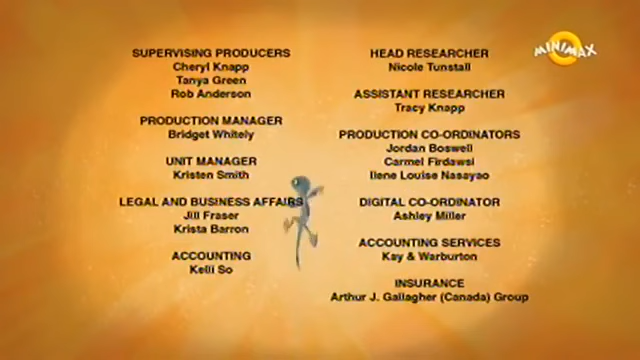 SUPERVISING PRODUCERS
Cheryl Knapp
Tanya Green
Rob Anderson
PRODUCTION MANAGER
Bridget Whitely
UNIT MANAGER
Kristen Smith
LEGAL AND BUSINESS AFFAIRS
Jill Fraser
Krista Barron
ACCOUNTING
Kelli So
HEAD RESEARCHER
Nicole Tunstall
ASSISTANT RESEARCHER
Tracy Knapp
PRODUCTION CO-ORDINATORS
Jordan Boswell
Carmel Firdawsi
Ilene Louise Nasayao
DIGITAL CO-ORDINATOR
Ashley Miller
ACCOUNTING SERVICES
Kay & Warburton
INSURANCE
Arthur J. Gallagher (Canada) Group
MINIMAX